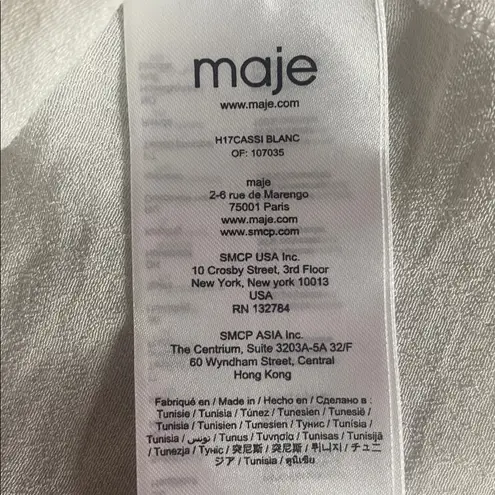 maje
www.maje.com
H17CASSI BLANC
OF: 107035
maje
2-6 rue de Marengo
75001 Paris
www.maje.com
www.smcp.com
SMCP USA Inc.
10 Crosby Street, 3rd Floor
New York, New york 10013
USA
RN 132784
SMCP ASIA Inc.
The Centrium, Suite 3203A-5A 32/F
60 Wyndham Street, Central
Hong Kong
Fabriqué en / Made in / Hecho en / Сделано в :
Tunisie / Tunisia / Túnez / Tunesien / Tunesië /
Tunisia / Tunisien / Tunesien / Тунис / Tunísia /
Tunisia / تونس / Tunus / Τυνησία / Tunisas / Tunisijā
/ Tunezja / Туніс / 突尼斯 / 突尼斯 / 튀니지 / チュニ
ジア / Tunisia / ตูนิเซีย